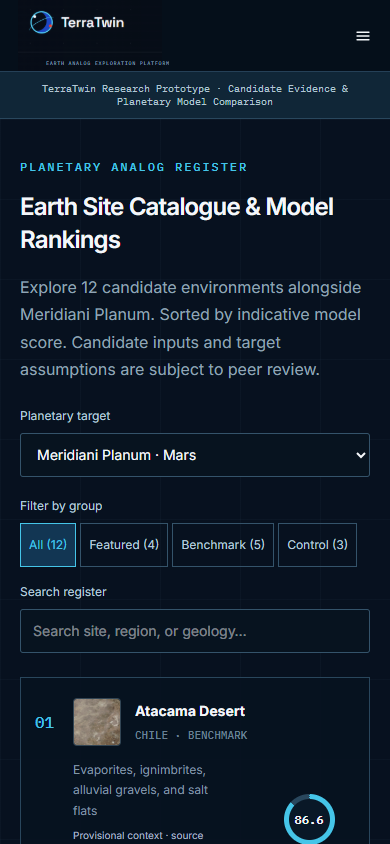 TerraTwin
EARTH ANALOG EXPLORATION PLATFORM
TerraTwin Research Prototype · Candidate Evidence &
Planetary Model Comparison
PLANETARY ANALOG REGISTER
Earth Site Catalogue & Model
Rankings
Explore 12 candidate environments alongside
Meridiani Planum. Sorted by indicative model
score. Candidate inputs and target
assumptions are subject to peer review.
Planetary target
Meridiani Planum · Mars
Filter by group
All (12) Featured (4) Benchmark (5) Control (3)
Search register
Search site, region, or geology...
01
Atacama Desert
CHILE · BENCHMARK
Evaporites, ignimbrites,
alluvial gravels, and salt
flats
86.6
Provisional context · source